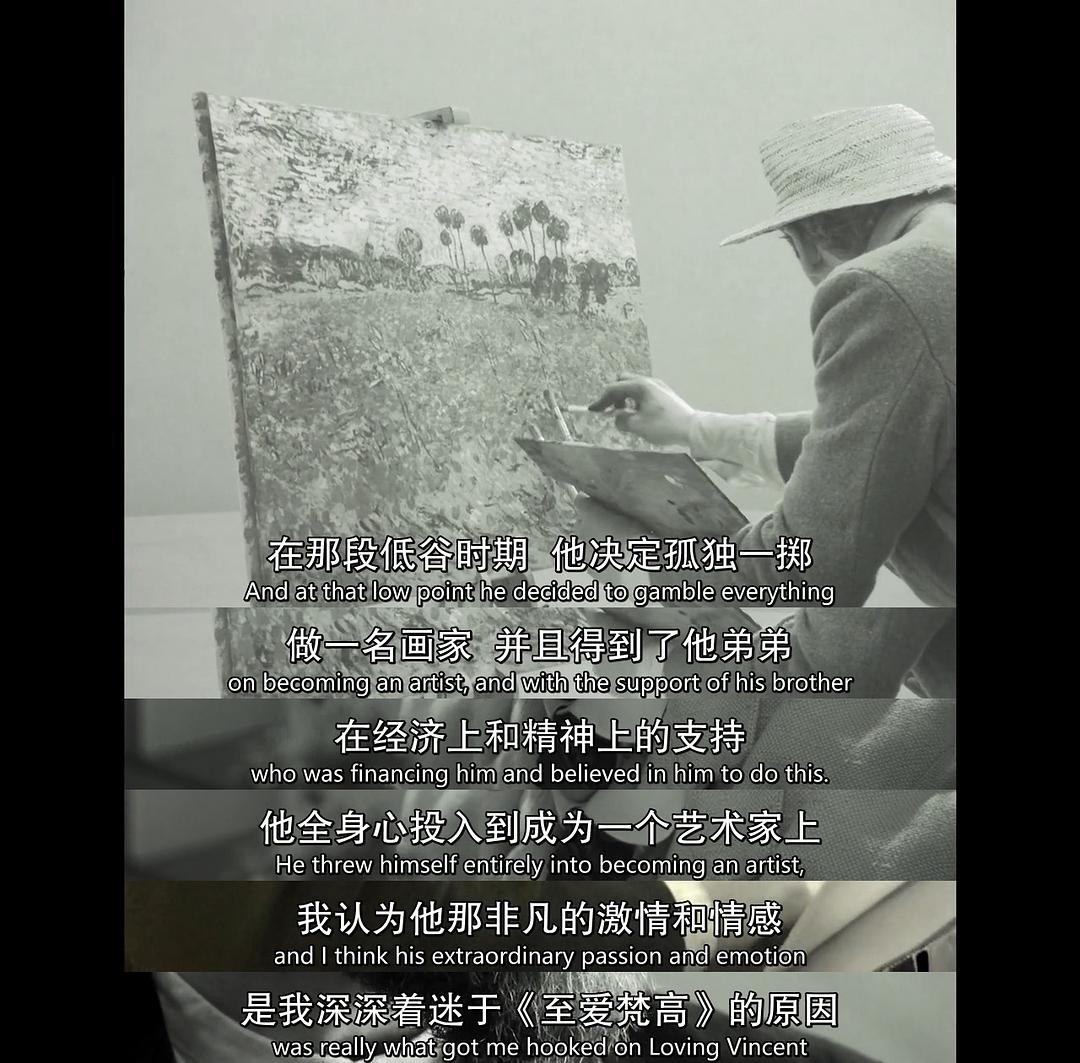 在那段低谷时期 他决定孤独一掷
And at that low point he decided to gamble everything
做一名画家 并且得到了他弟弟
on becoming an artist, and with the support of his brother
在经济上和精神上的支持
who was financing him and believed in him to do this.
他全身心投入到成为一个艺术家上
He threw himself entirely into becoming an artist,
我认为他那非凡的激情和情感
and I think his extraordinary passion and emotion
是我深深着迷于《至爱梵高》的原因
was really what got me hooked on Loving Vincent